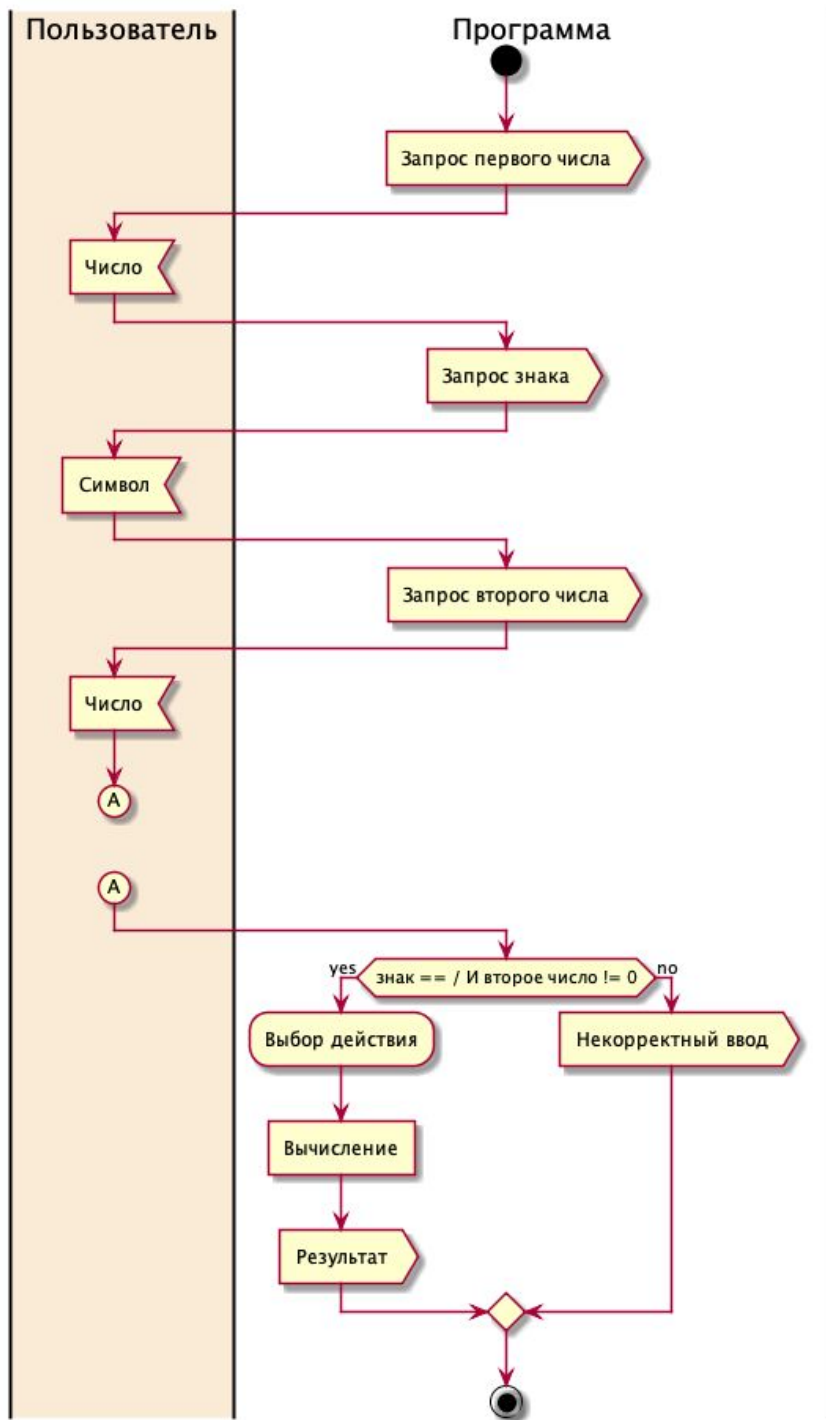 Пользователь
Программа
Запрос первого числа
Число
Запрос знака
Символ
Запрос второго числа
Число
A
A
yes
знак == / И второе число != 0
no
Выбор действия
Некорректный ввод
Вычисление
Результат